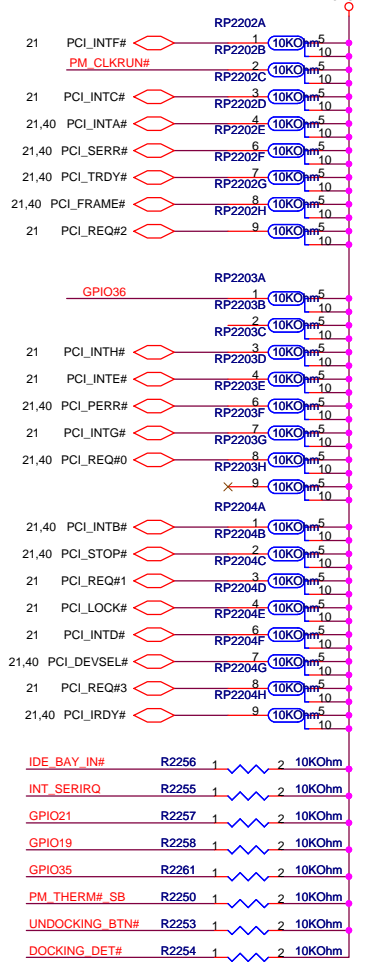 RP2202A
21 PCI_INTF# 1 10KOhm 5
RP2202B 10
PM_CLKRUN# 2 10KOhm 5
RP2202C 10
21 PCI_INTC# 3 10KOhm 5
RP2202D 10
21,40 PCI_INTA# 4 10KOhm 5
RP2202E 10
21,40 PCI_SERR# 6 10KOhm 5
RP2202F 10
21,40 PCI_TRDY# 7 10KOhm 5
RP2202G 10
21,40 PCI_FRAME# 8 10KOhm 5
RP2202H 10
21 PCI_REQ#2 9 10KOhm 5
10
RP2203A
GPIO36 1 10KOhm 5
RP2203B 10
2 10KOhm 5
RP2203C 10
21 PCI_INTH# 3 10KOhm 5
RP2203D 10
21 PCI_INTE# 4 10KOhm 5
RP2203E 10
21,40 PCI_PERR# 6 10KOhm 5
RP2203F 10
21 PCI_INTG# 7 10KOhm 5
RP2203G 10
21,40 PCI_REQ#0 8 10KOhm 5
RP2203H 10
9 10KOhm 5
10
RP2204A
21,40 PCI_INTB# 1 10KOhm 5
RP2204B 10
21,40 PCI_STOP# 2 10KOhm 5
RP2204C 10
21 PCI_REQ#1 3 10KOhm 5
RP2204D 10
21 PCI_LOCK# 4 10KOhm 5
RP2204E 10
21 PCI_INTD# 6 10KOhm 5
RP2204F 10
21,40 PCI_DEVSEL# 7 10KOhm 5
RP2204G 10
21 PCI_REQ#3 8 10KOhm 5
RP2204H 10
21,40 PCI_IRDY# 9 10KOhm 5
10
IDE_BAY_IN# R2256 1 2 10KOhm
INT_SERIRQ R2255 1 2 10KOhm
GPIO21 R2257 1 2 10KOhm
GPIO19 R2258 1 2 10KOhm
GPIO35 R2261 1 2 10KOhm
PM_THERM#_SB R2250 1 2 10KOhm
UNDOCKING_BTN# R2253 1 2 10KOhm
DOCKING_DET# R2254 1 2 10KOhm